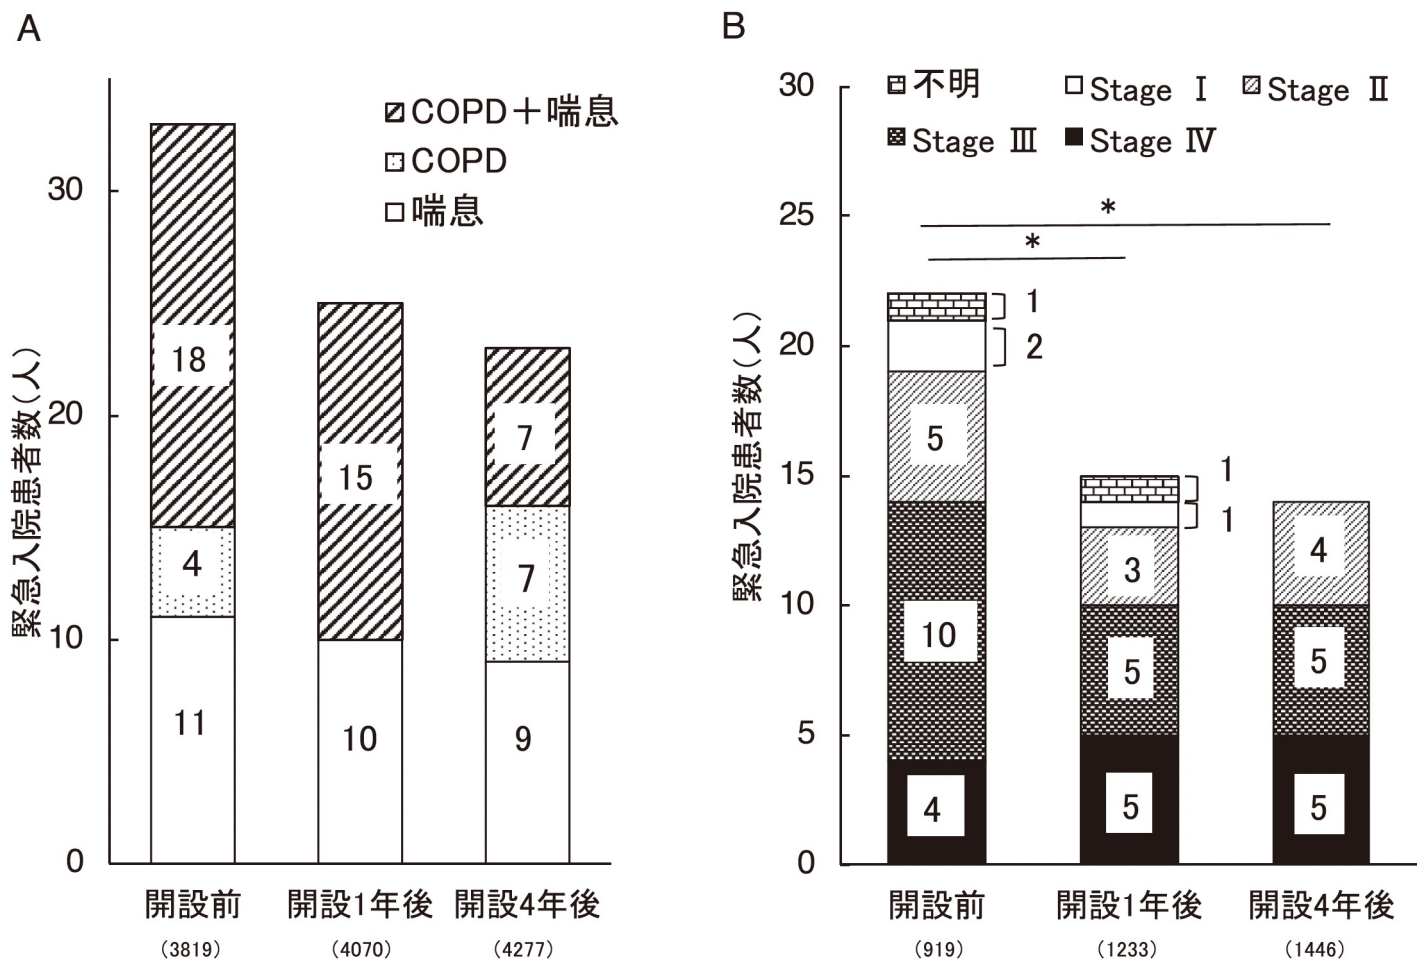 A
COPD＋喘息
COPD
喘息
緊急入院患者数(人)
30
20
10
0
18
4
11
15
10
7
7
9
開設前
開設1年後
開設4年後
(3819)
(4070)
(4277)
B
不明
Stage Ⅰ
Stage Ⅱ
Stage Ⅲ
Stage Ⅳ
緊急入院患者数(人)
30
25
20
15
10
5
0
*
*
1
2
5
10
4
1
1
3
5
5
4
5
5
開設前
開設1年後
開設4年後
(919)
(1233)
(1446)